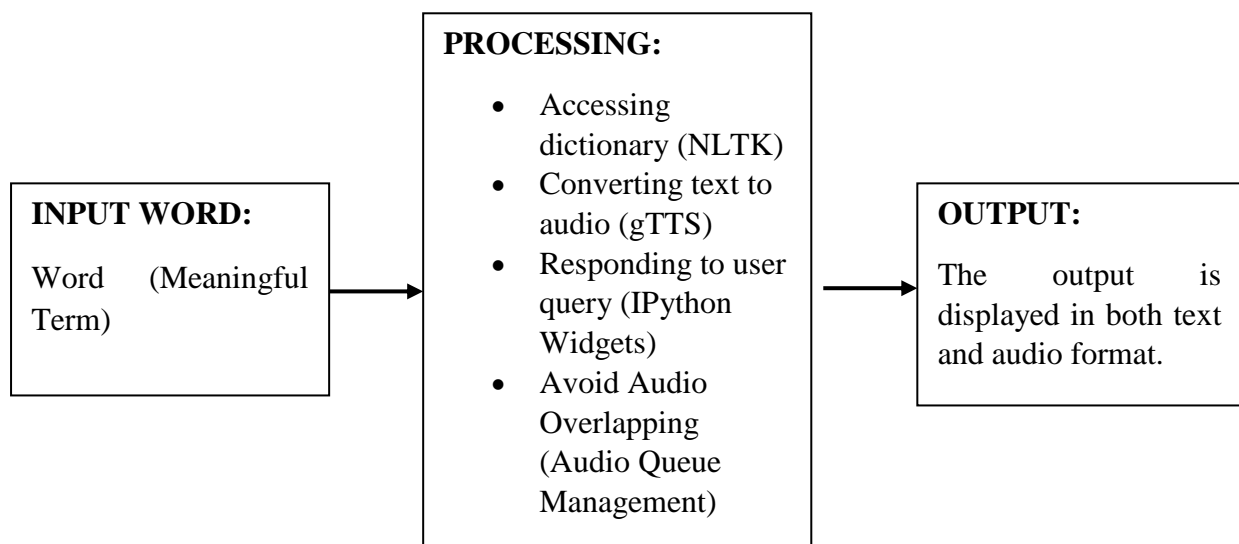 INPUT WORD:
Word (Meaningful
Term)
PROCESSING:
• Accessing
dictionary (NLTK)
• Converting text to
audio (gTTS)
• Responding to user
query (IPython
Widgets)
• Avoid Audio
Overlapping
(Audio Queue
Management)
OUTPUT:
The output is
displayed in both text
and audio format.